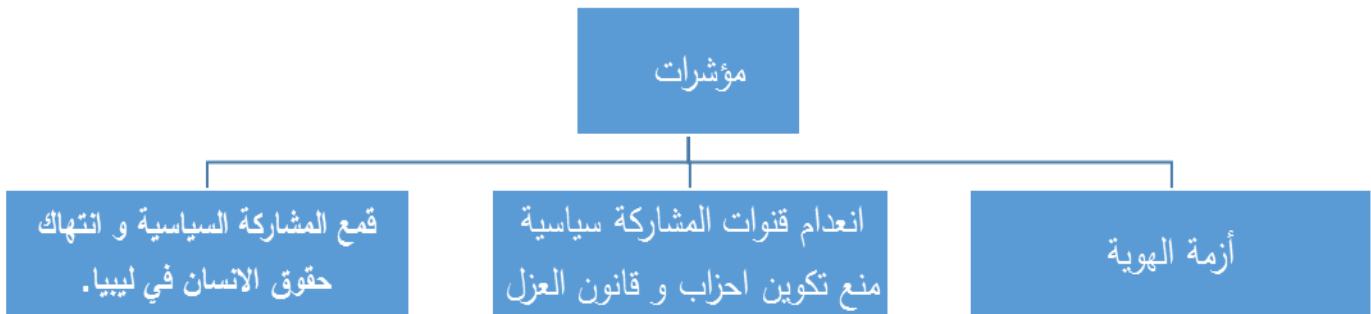 مؤشرات
أزمة الهوية
انعدام قنوات المشاركة سياسية
منع تكوين احزاب و قانون العزل
قمع المشاركة السياسية و انتهاك
حقوق الانسان في ليبيا.